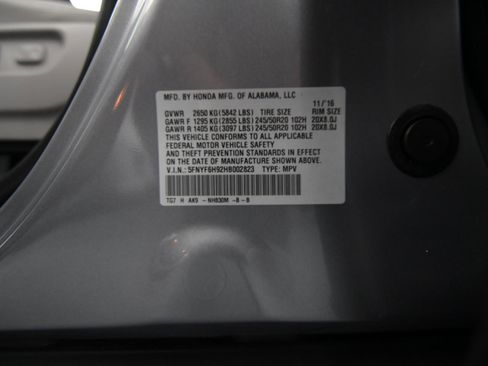 MFD. BY HONDA MFG. OF ALABAMA, LLC
11/'16
GVWR 2650 KG(5842 LBS) TIRE SIZE RIM SIZE
GAWR F 1295 KG(2855 LBS) 245/50R20 102H 20X8.0J
GAWR R 1405 KG(3097 LBS) 245/50R20 102H 20X8.0J
THIS VEHICLE CONFORMS TO ALL APPLICABLE
FEDERAL MOTOR VEHICLE SAFETY
AND THEFT PREVENTION STANDARDS IN EFFECT ON
THE DATE OF MANUFACTURE SHOWN ABOVE.
V.I.N.: 5FNYF6H92HB002823 TYPE: MPV
TG7 H AK9 -NH830M -B -B